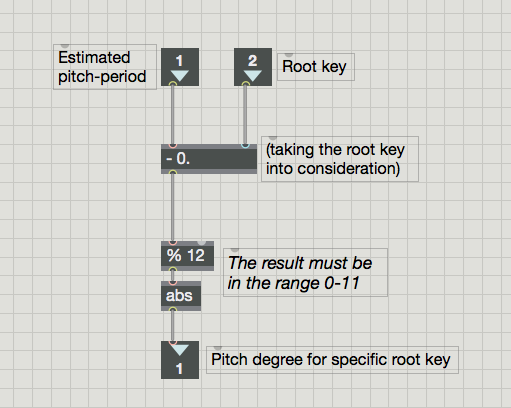 Estimated
pitch-period
1
2
Root key
- 0.
(taking the root key
into consideration)
% 12
The result must be
in the range 0-11
abs
1
Pitch degree for specific root key